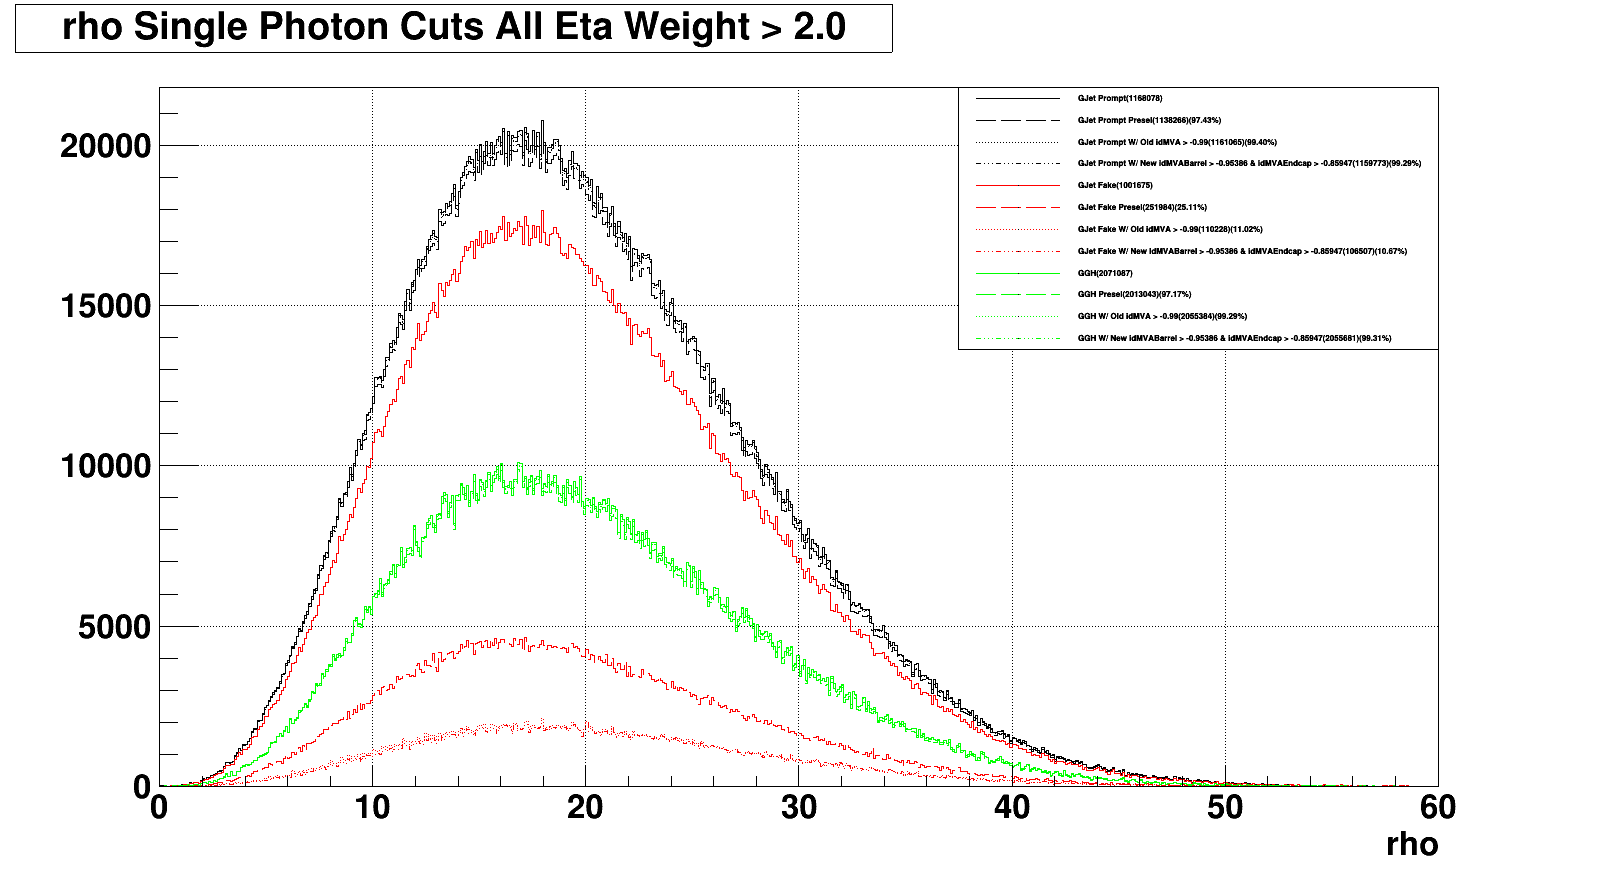 rho Single Photon Cuts All Eta Weight > 2.0
GJet Prompt(1168078)
GJet Prompt Presel(1138266)(97.43%)
GJet Prompt W/ Old idMVA > -0.99(1161065)(99.40%)
GJet Prompt W/ New idMVABarrel > -0.95386 & idMVAEndcap > -0.85947(1159773)(99.29%)
GJet Fake(1001675)
GJet Fake Presel(251984)(25.11%)
GJet Fake W/ Old idMVA > -0.99(110228)(11.02%)
GJet Fake W/ New idMVABarrel > -0.95386 & idMVAEndcap > -0.85947(106507)(10.67%)
GGH(2071087)
GGH Presel(2013043)(97.17%)
GGH W/ Old idMVA > -0.99(2055384)(99.29%)
GGH W/ New idMVABarrel > -0.95386 & idMVAEndcap > -0.85947(2055681)(99.31%)
20000
15000
10000
5000
0
0 10 20 30 40 50 60
rho